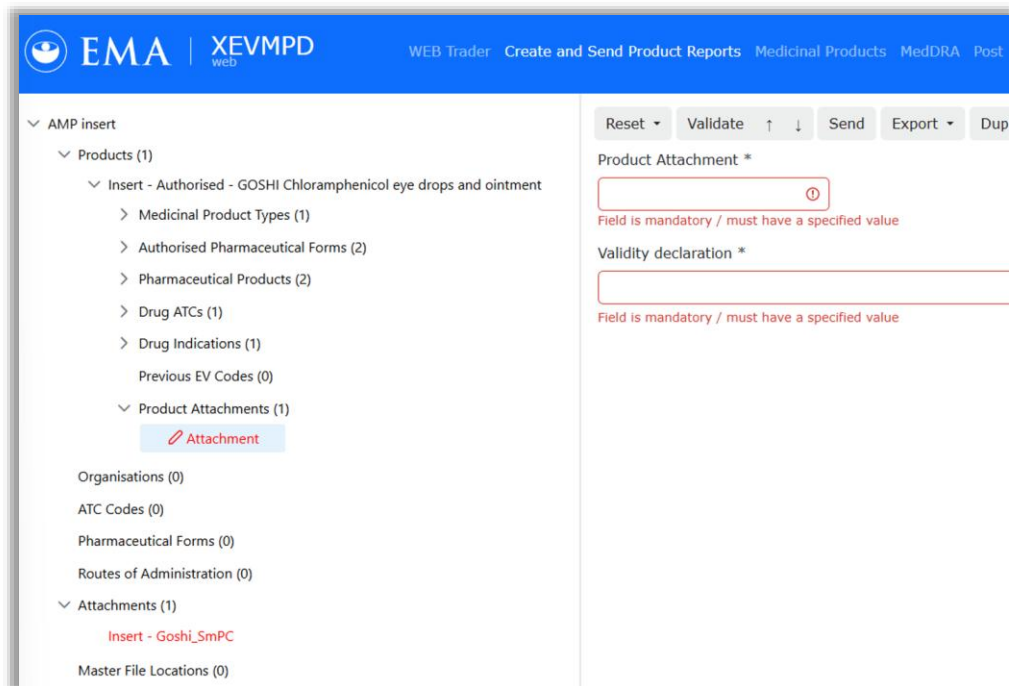 EMA | XEVMPD
web
WEB Trader Create and Send Product Reports Medicinal Products MedDRA Post
AMP insert
Products (1)
Insert - Authorised - GOSHI Chloramphenicol eye drops and ointment
Medicinal Product Types (1)
Authorised Pharmaceutical Forms (2)
Pharmaceutical Products (2)
Drug ATCs (1)
Drug Indications (1)
Previous EV Codes (0)
Product Attachments (1)
Attachment
Organisations (0)
ATC Codes (0)
Pharmaceutical Forms (0)
Routes of Administration (0)
Attachments (1)
Insert - Goshi_SmPC
Master File Locations (0)
Reset Validate ↑ ↓ Send Export Dup
Product Attachment *
Field is mandatory / must have a specified value
Validity declaration *
Field is mandatory / must have a specified value